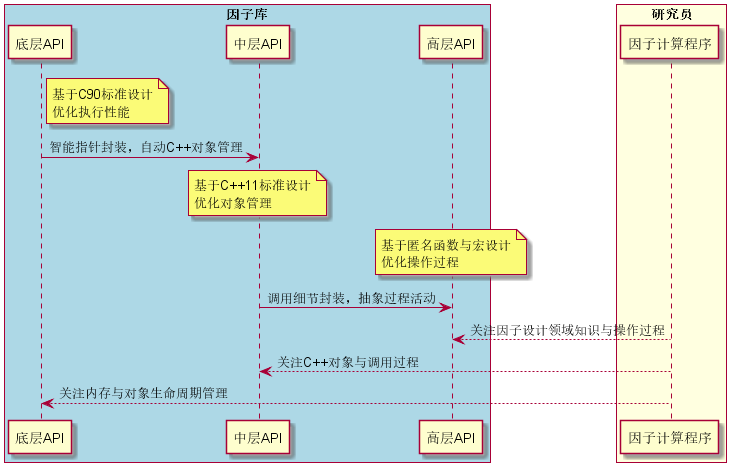 因子库
研究员
底层API
中层API
高层API
因子计算程序
基于C90标准设计
优化执行性能
智能指针封装，自动C++对象管理
基于C++11标准设计
优化对象管理
基于匿名函数与宏设计
优化操作过程
调用细节封装，抽象过程活动
关注因子设计领域知识与操作过程
关注C++对象与调用过程
关注内存与对象生命周期管理
底层API
中层API
高层API
因子计算程序